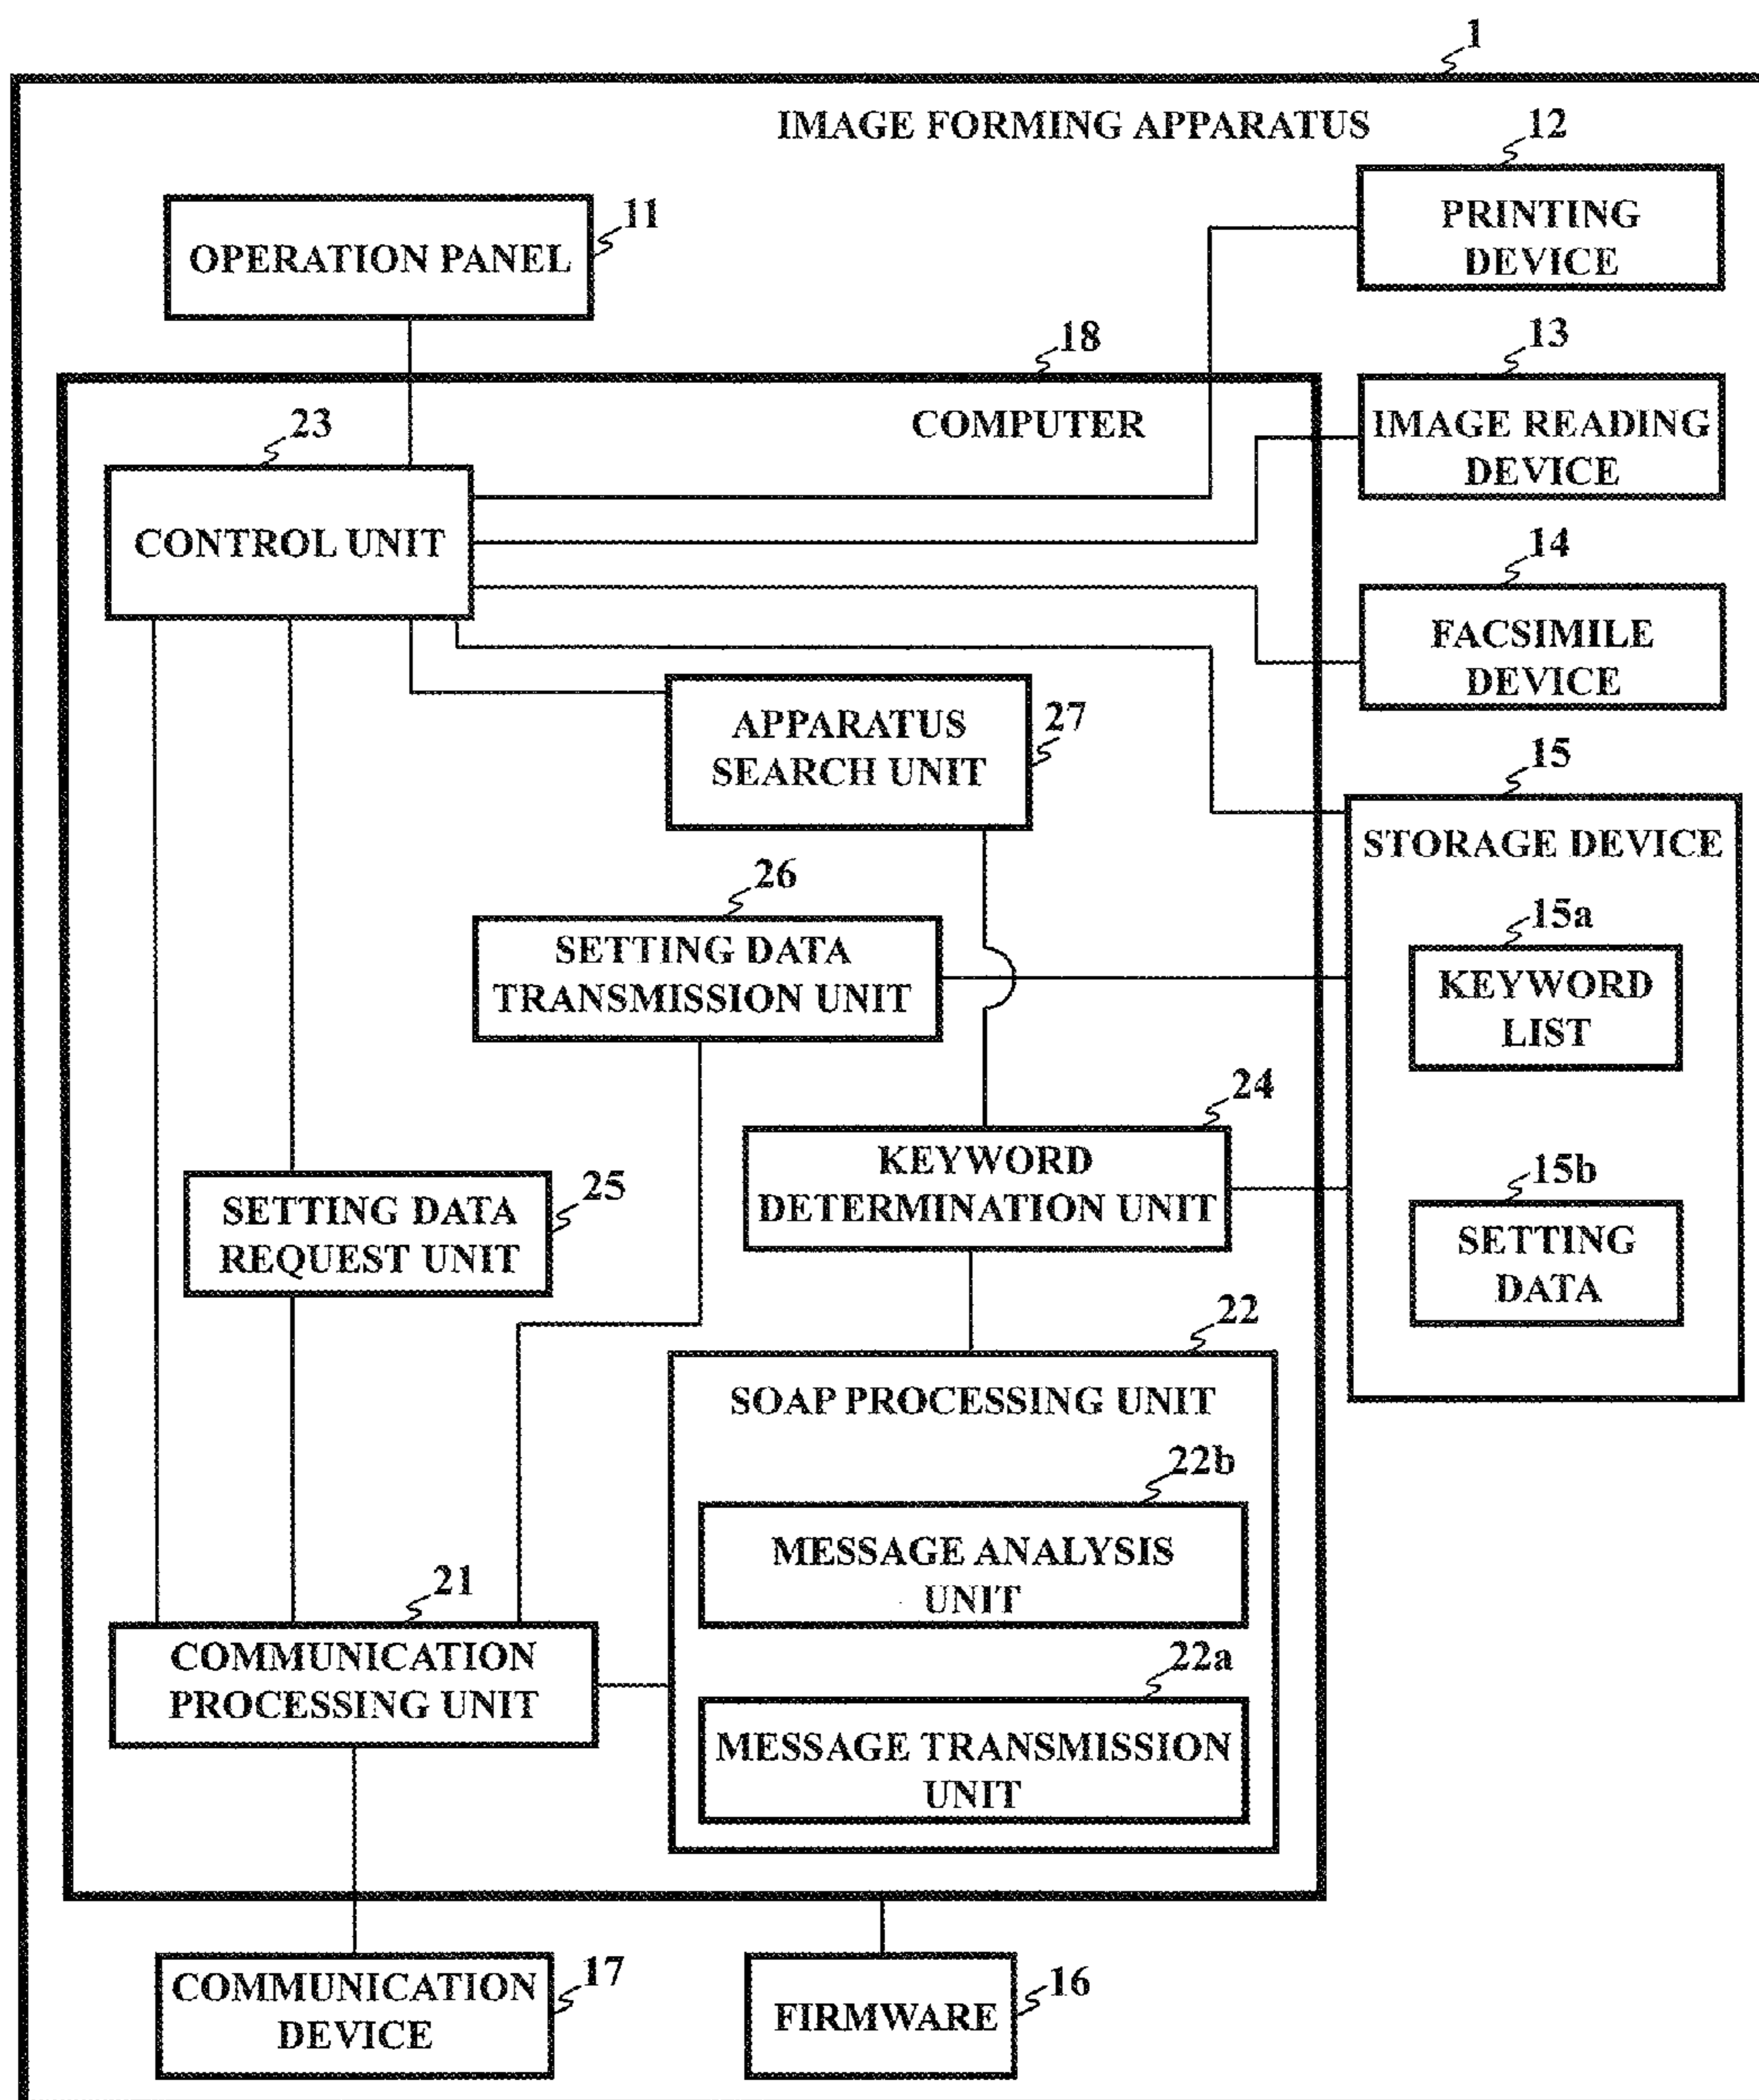 1
IMAGE FORMING APPARATUS
12
PRINTING
DEVICE
11
OPERATION PANEL
18
COMPUTER
13
IMAGE READING
DEVICE
23
CONTROL UNIT
14
FACSIMILE
DEVICE
27
APPARATUS
SEARCH UNIT
15
STORAGE DEVICE
26
SETTING DATA
TRANSMISSION UNIT
15a
KEYWORD
LIST
24
KEYWORD
DETERMINATION UNIT
25
SETTING DATA
REQUEST UNIT
15b
SETTING
DATA
22
SOAP PROCESSING UNIT
22b
MESSAGE ANALYSIS
UNIT
21
COMMUNICATION
PROCESSING UNIT
22a
MESSAGE TRANSMISSION
UNIT
17
COMMUNICATION
DEVICE
16
FIRMWARE